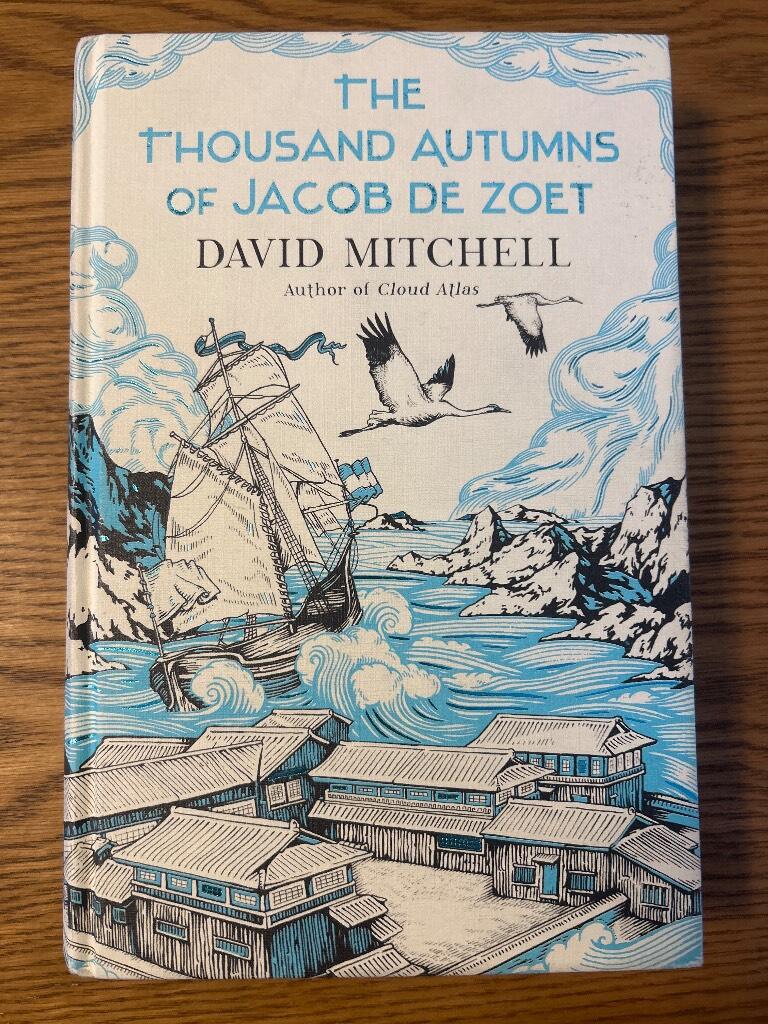 THE
THOUSAND AUTUMNS
OF JACOB DE ZOET
DAVID MITCHELL
Author of Cloud Atlas